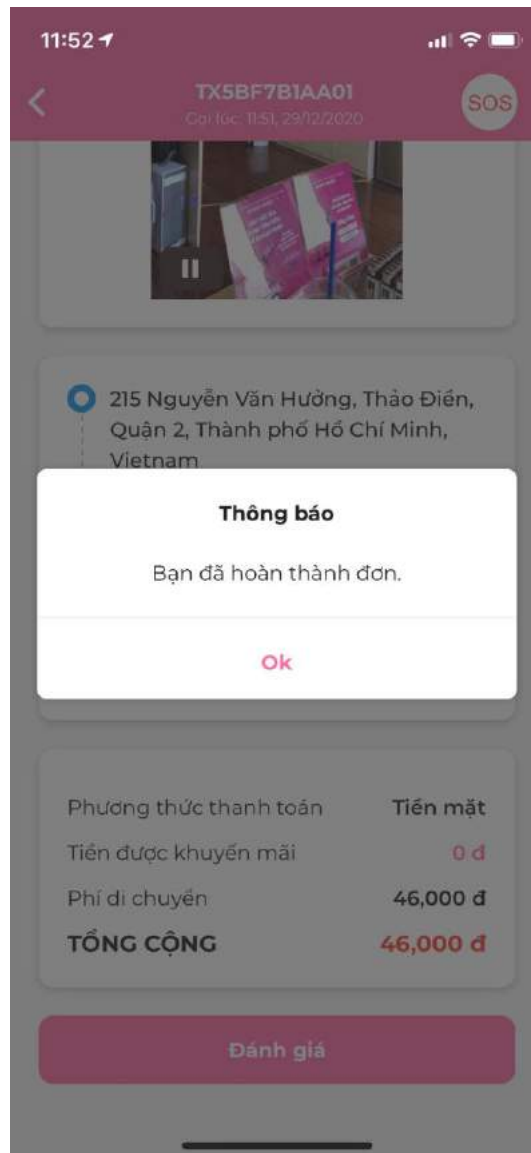 11:52
TX5BF7B1AA01
Gọi lúc: 11:51, 29/12/2020
SOS
215 Nguyễn Văn Hưởng, Thảo Điền,
Quận 2, Thành phố Hồ Chí Minh,
Vietnam
Thông báo
Bạn đã hoàn thành đơn.
Ok
Phương thức thanh toán Tiền mặt
Tiền được khuyến mãi 0 đ
Phí di chuyển 46,000 đ
TỔNG CỘNG 46,000 đ
Đánh giá